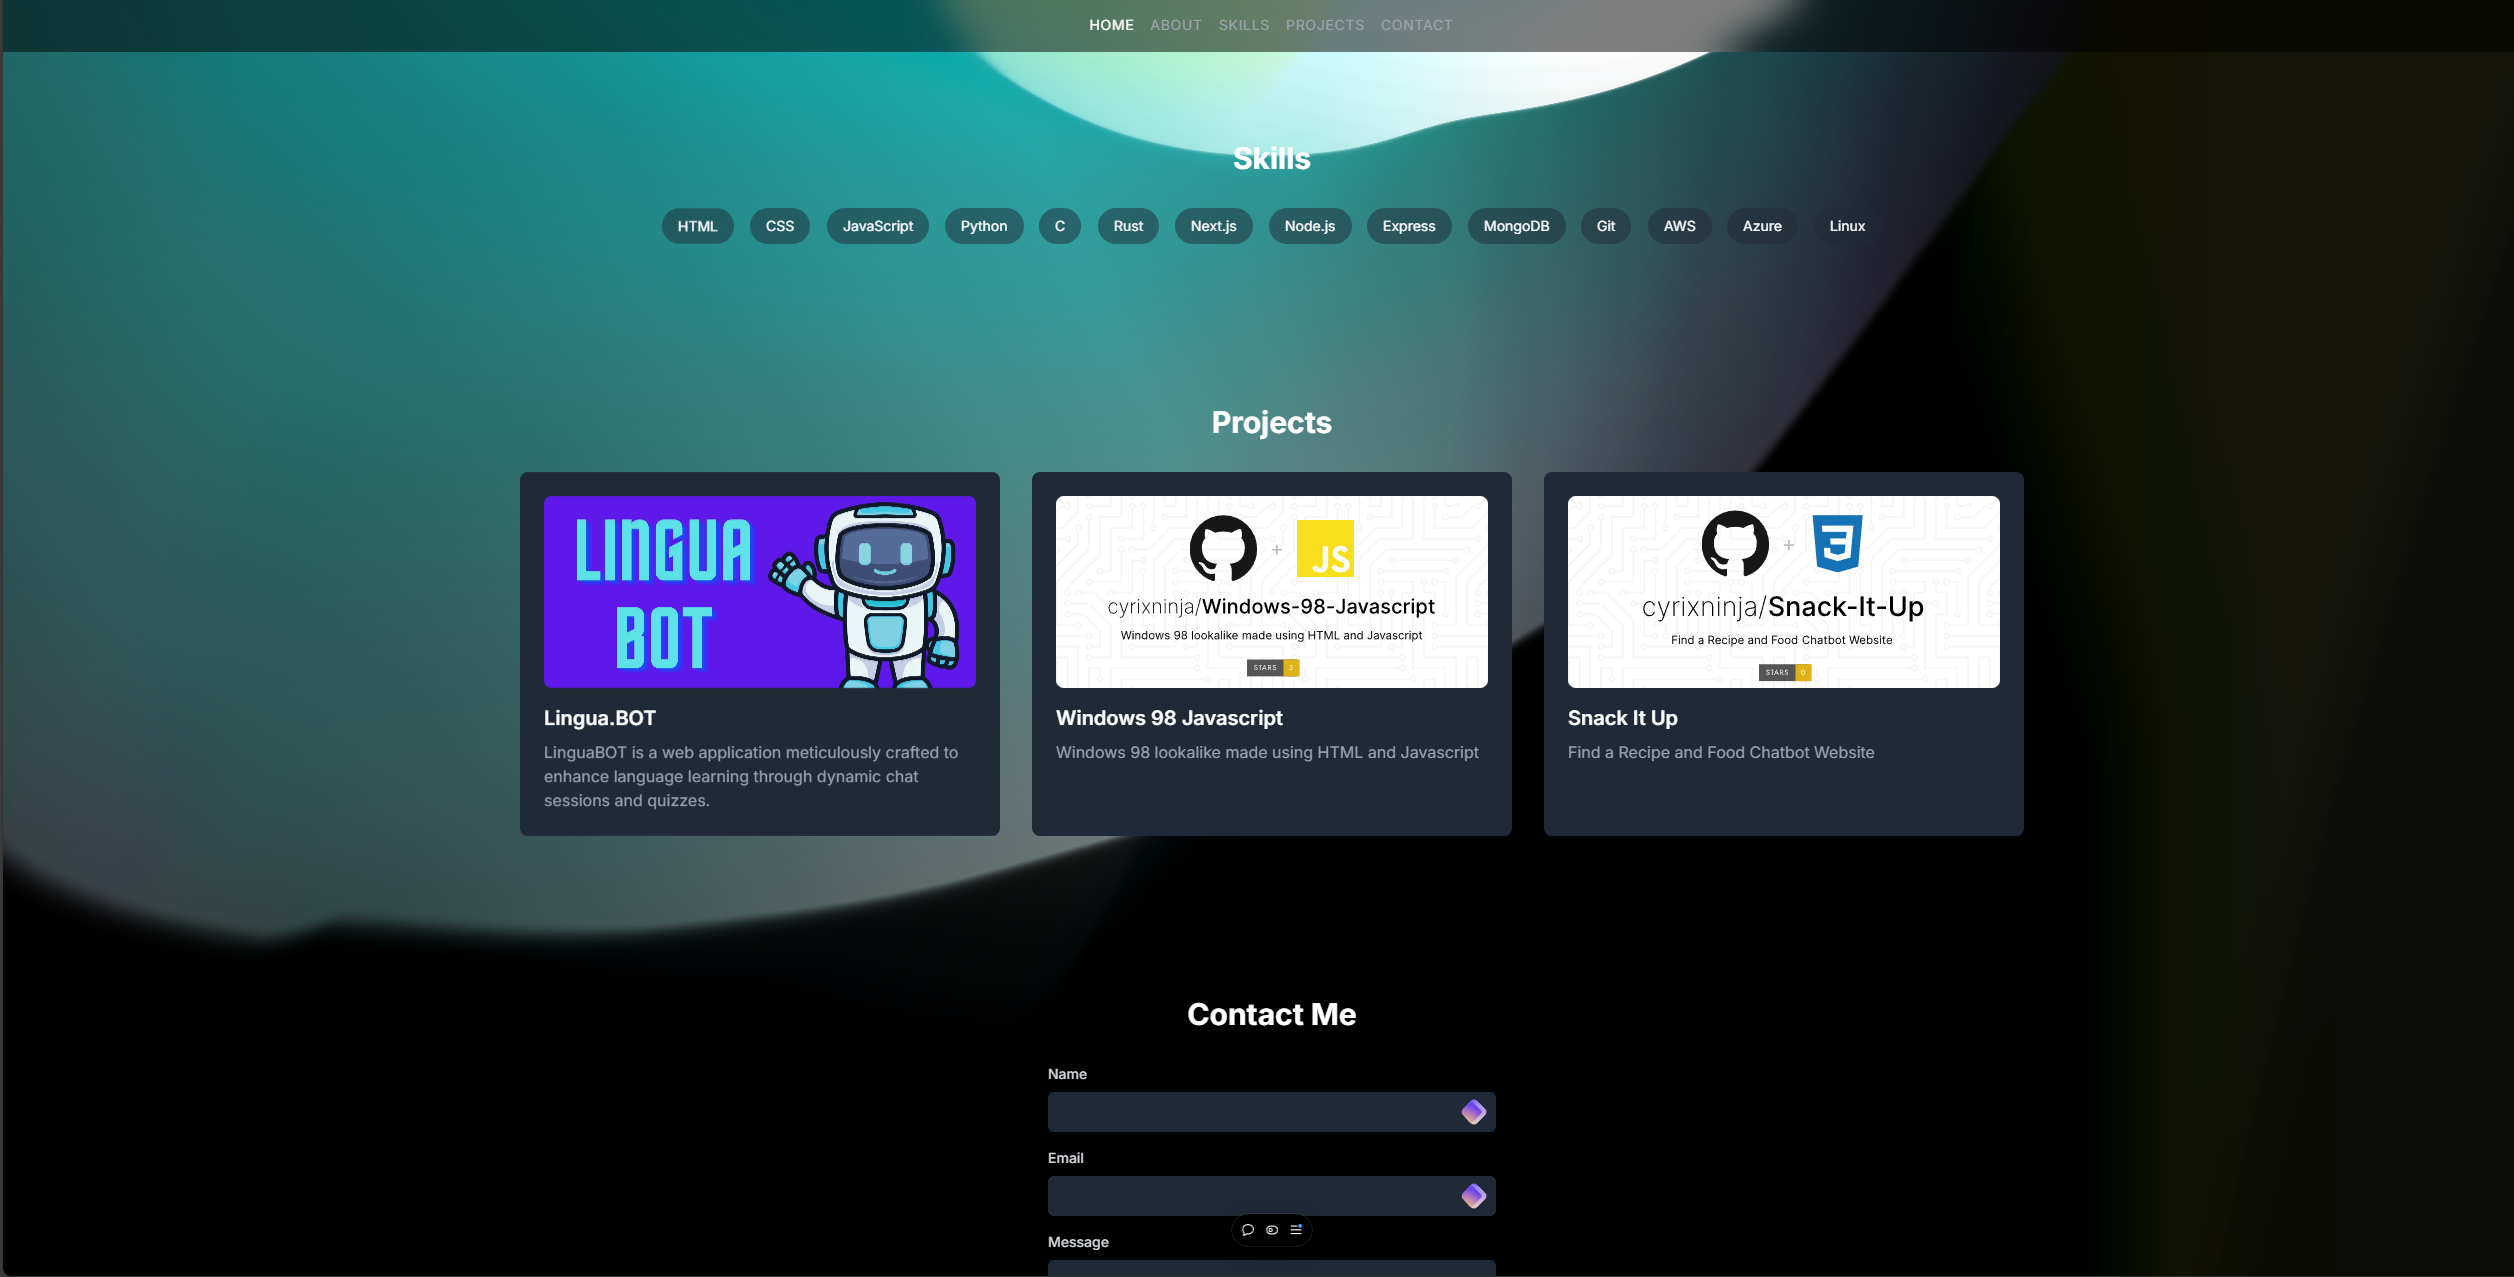 HOME ABOUT SKILLS PROJECTS CONTACT
Skills
HTML CSS JavaScript Python C Rust Next.js Node.js Express MongoDB Git AWS Azure Linux
Projects
LINGUA
BOT
Lingua.BOT
LinguaBOT is a web application meticulously crafted to
enhance language learning through dynamic chat
sessions and quizzes.
JS
cyrixninja/Windows-98-Javascript
Windows 98 lookalike made using HTML and Javascript
STARS 3
Windows 98 Javascript
Windows 98 lookalike made using HTML and Javascript
3
cyrixninja/Snack-It-Up
Find a Recipe and Food Chatbot Website
STARS 0
Snack It Up
Find a Recipe and Food Chatbot Website
Contact Me
Name
Email
Message